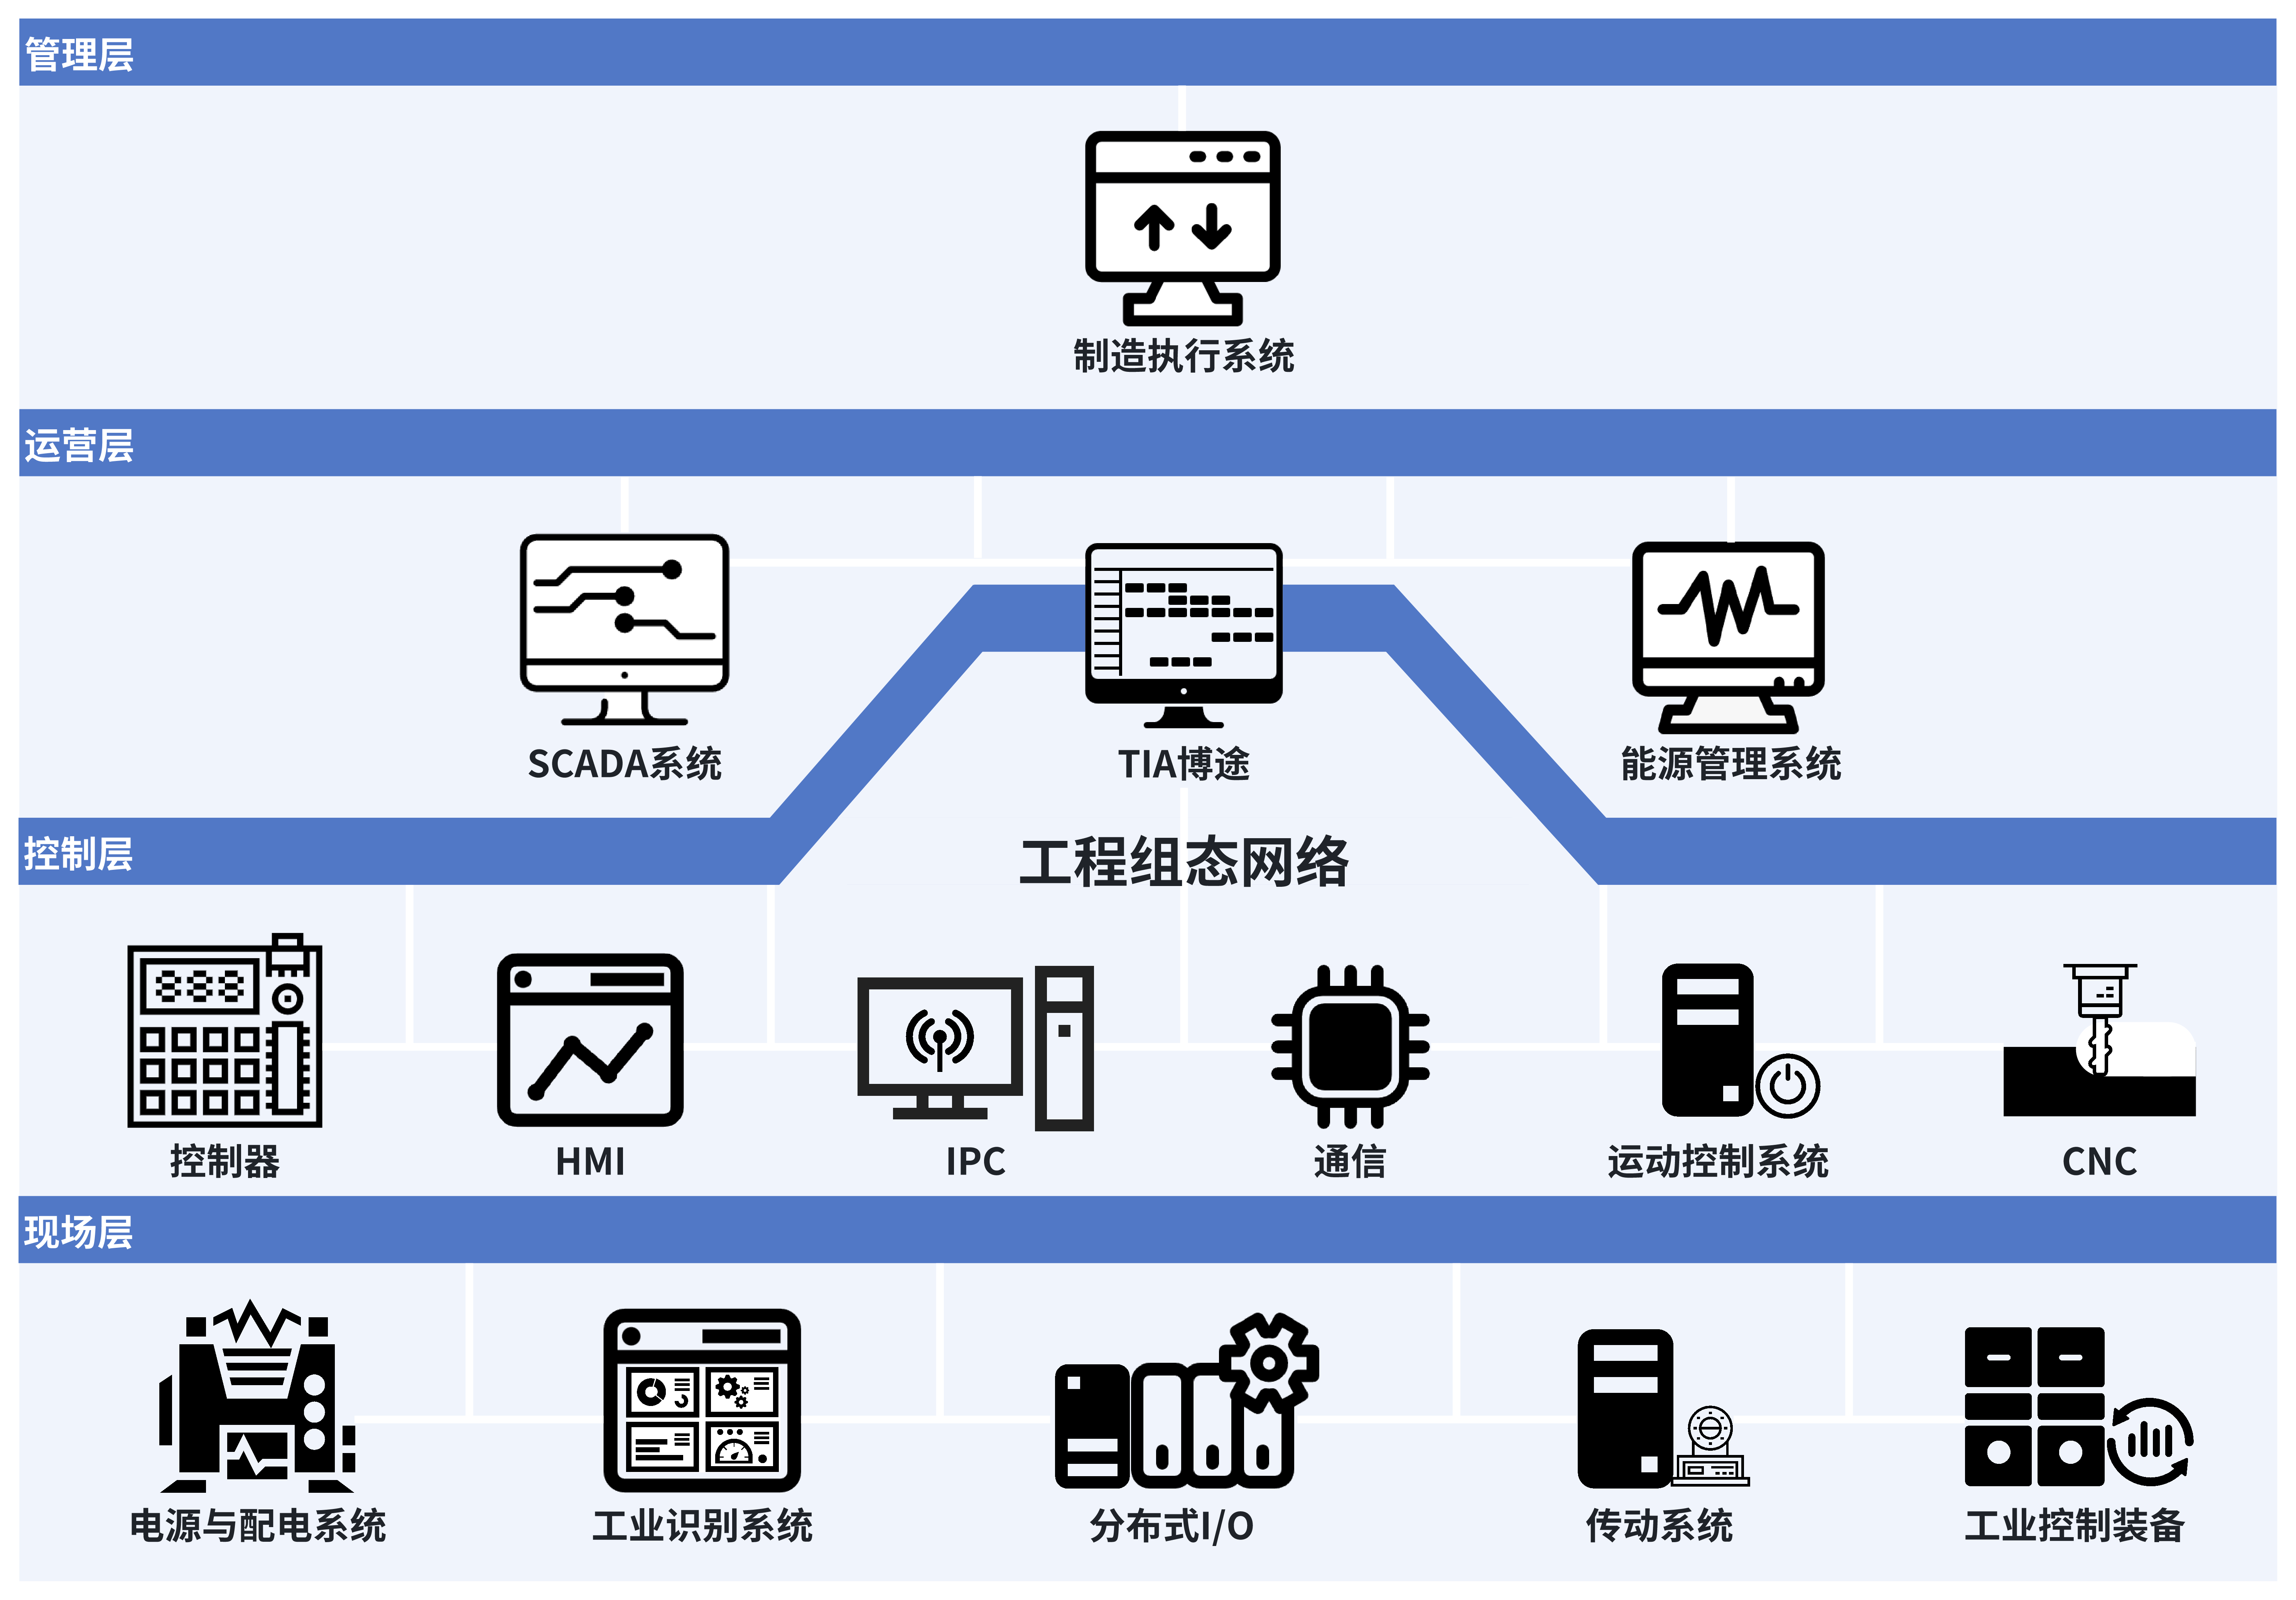 管理层
制造执行系统
运营层
SCADA系统
TIA博途
能源管理系统
控制层
工程组态网络
控制器
HMI
IPC
通信
运动控制系统
CNC
现场层
电源与配电系统
工业识别系统
分布式I/O
传动系统
工业控制装备